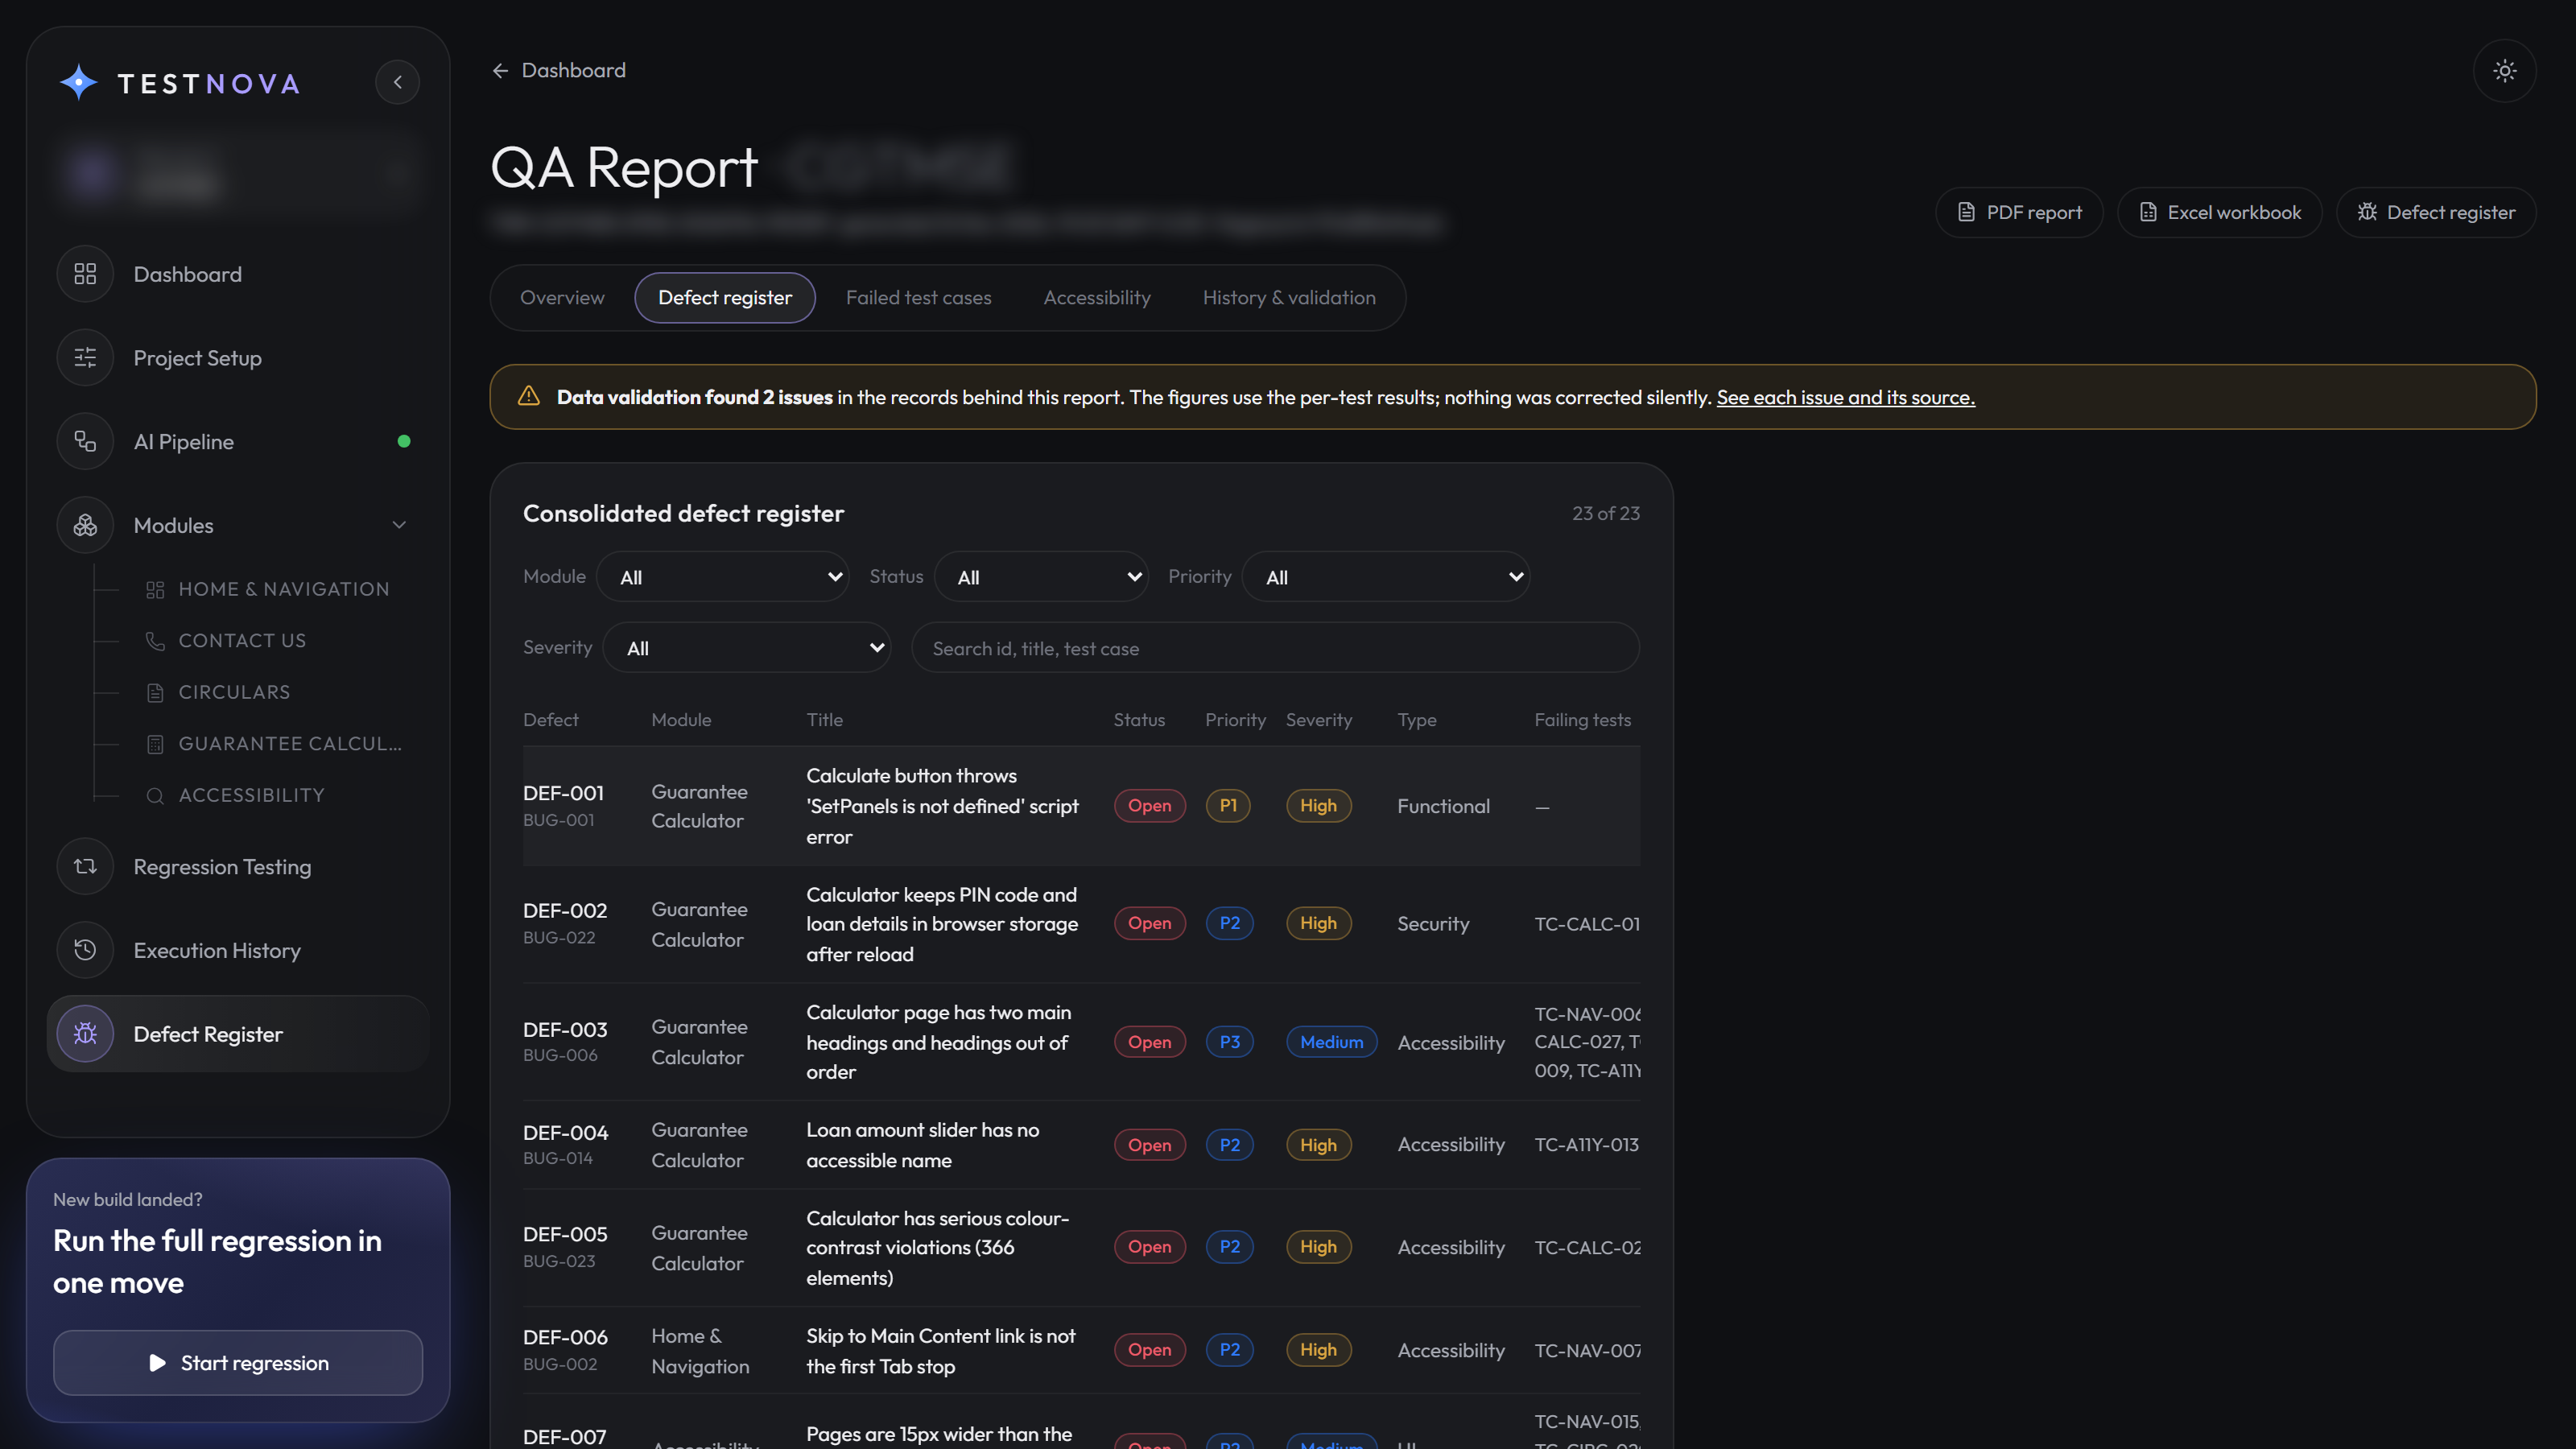 TESTNOVA
Dashboard
Project Setup
AI Pipeline
Modules
HOME & NAVIGATION
CONTACT US
CIRCULARS
GUARANTEE CALCUL...
ACCESSIBILITY
Regression Testing
Execution History
Defect Register
New build landed?
Run the full regression in
one move
Start regression
Dashboard
QA Report
PDF report
Excel workbook
Defect register
Overview
Defect register
Failed test cases
Accessibility
History & validation
Data validation found 2 issues in the records behind this report. The figures use the per-test results; nothing was corrected silently. See each issue and its source.
Consolidated defect register
23 of 23
Module All Status All Priority All
Severity All Search id, title, test case
Defect Module Title Status Priority Severity Type Failing tests
DEF-001
BUG-001
Guarantee
Calculator
Calculate button throws
'SetPanels is not defined' script
error
Open P1 High Functional —
DEF-002
BUG-022
Guarantee
Calculator
Calculator keeps PIN code and
loan details in browser storage
after reload
Open P2 High Security TC-CALC-01
DEF-003
BUG-006
Guarantee
Calculator
Calculator page has two main
headings and headings out of
order
Open P3 Medium Accessibility
TC-NAV-006
CALC-027, T
009, TC-A11Y
DEF-004
BUG-014
Guarantee
Calculator
Loan amount slider has no
accessible name
Open P2 High Accessibility TC-A11Y-013
DEF-005
BUG-023
Guarantee
Calculator
Calculator has serious colour-
contrast violations (366
elements)
Open P2 High Accessibility TC-CALC-02
DEF-006
BUG-002
Home &
Navigation
Skip to Main Content link is not
the first Tab stop
Open P2 High Accessibility TC-NAV-007
DEF-007
Pages are 15px wider than the
TC-NAV-015,